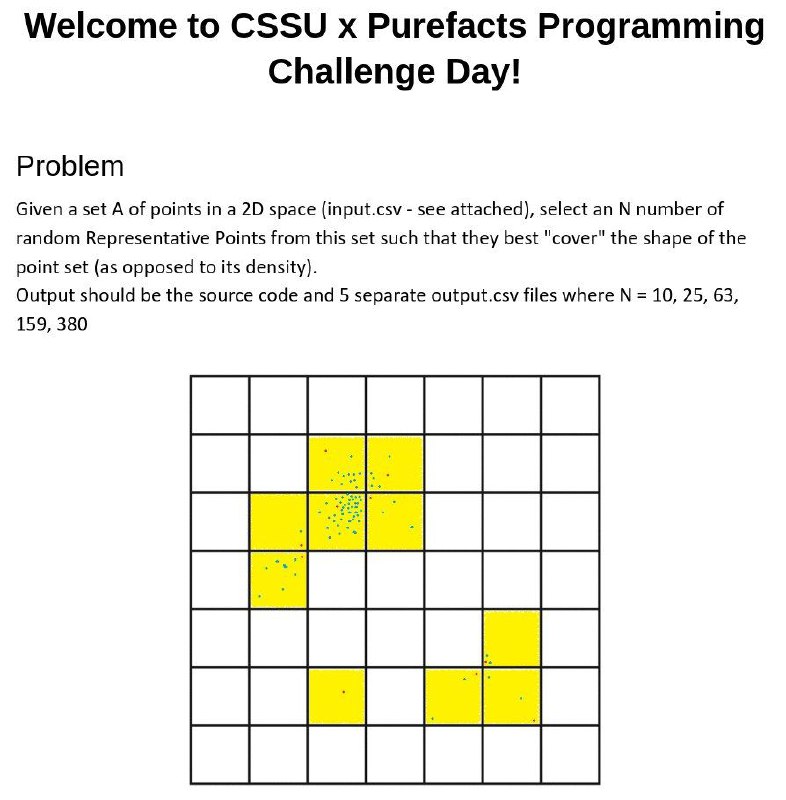 Welcome to CSSU x Purefacts Programming
Challenge Day!
Problem
Given a set A of points in a 2D space (input.csv - see attached), select an N number of
random Representative Points from this set such that they best "cover" the shape of the
point set (as opposed to its density).
Output should be the source code and 5 separate output.csv files where N = 10, 25, 63,
159, 380